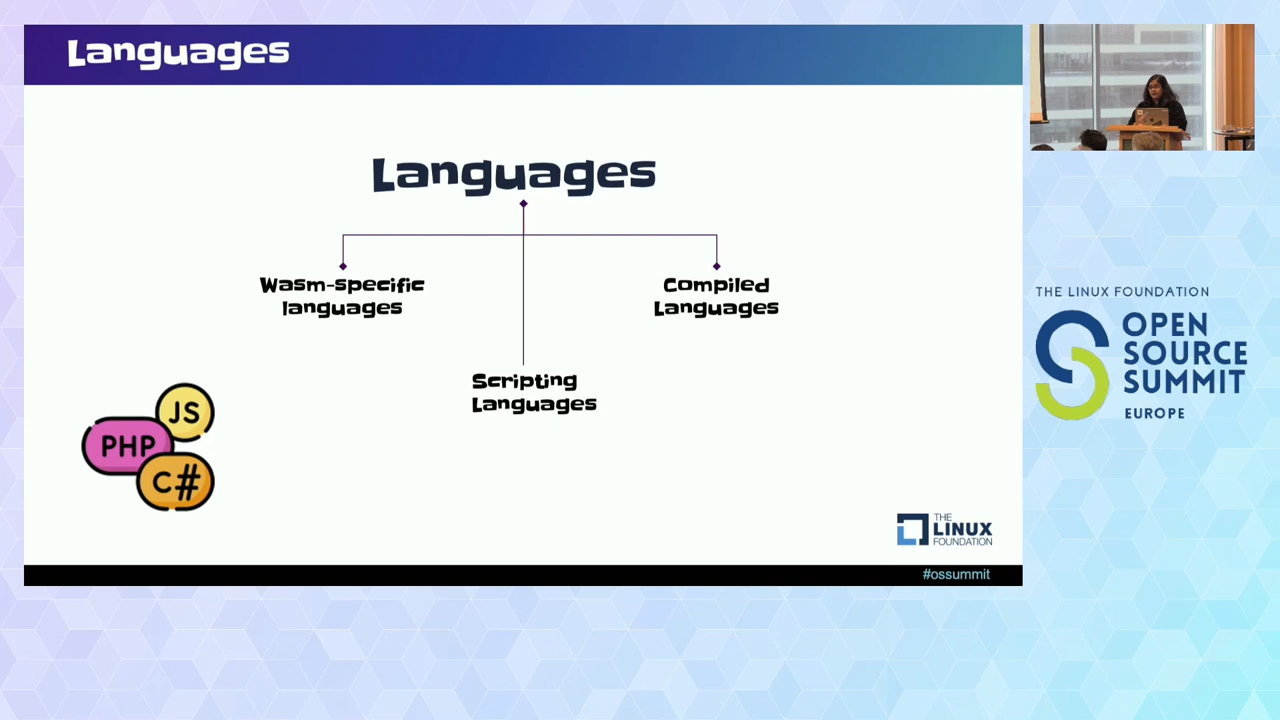 Languages
Languages
Wasm-specific
languages
Compiled
Languages
Scripting
Languages
JS
PHP
C#
THE
LINUX
FOUNDATION
#ossummit
THE LINUX FOUNDATION
OPEN
SOURCE
SUMMIT
EUROPE